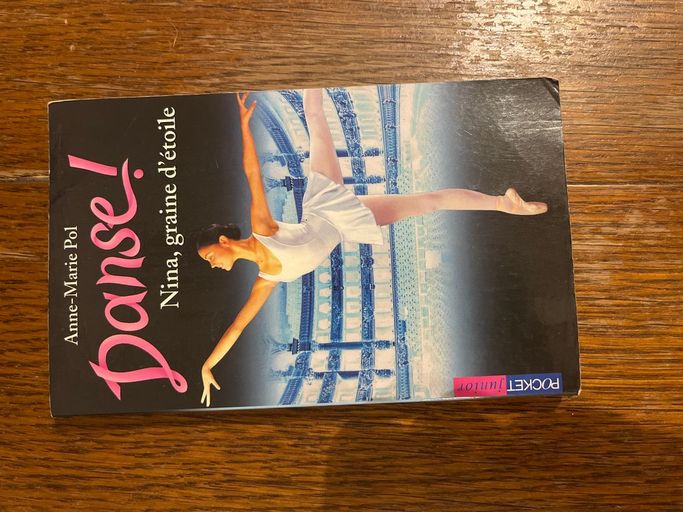 Anne-Marie Pol
Danse!
Nina, graine d'étoile
POCKET
junior